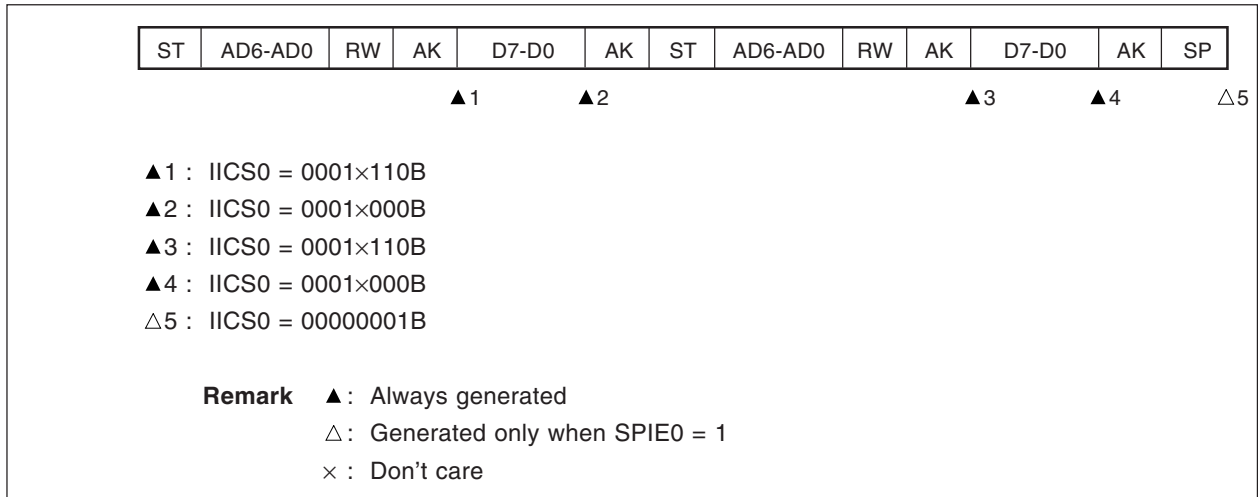 ST AD6-AD0 RW AK D7-D0 AK ST AD6-AD0 RW AK D7-D0 AK SP
▲1 ▲2 ▲3 ▲4 △5
▲1 : IICS0 = 0001×110B
▲2 : IICS0 = 0001×000B
▲3 : IICS0 = 0001×110B
▲4 : IICS0 = 0001×000B
△5 : IICS0 = 00000001B
Remark ▲ : Always generated
△ : Generated only when SPIE0 = 1
× : Don't care